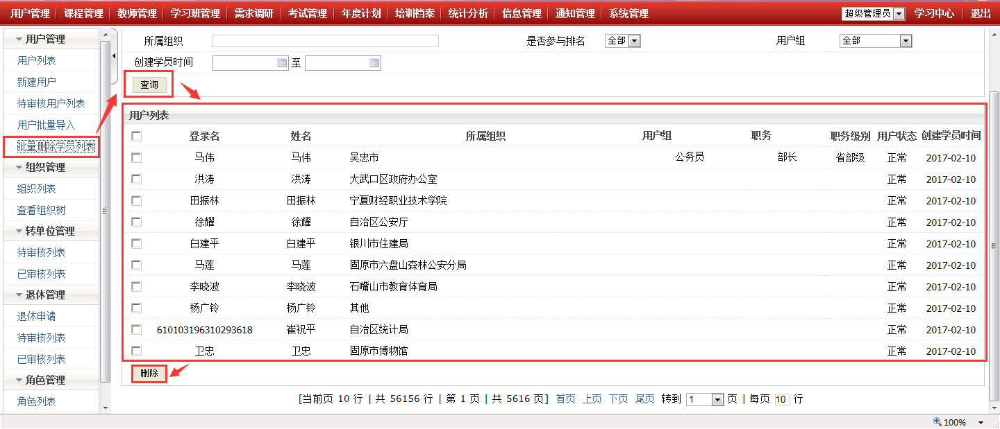 用户管理 课程管理 教师管理 学习班管理 需求调研 考试管理 年度计划 培训档案 统计分析 信息管理 通知管理 系统管理 超级管理员 学习中心 退出
用户管理
用户列表
新建用户
待审核用户列表
用户批量导入
批量删除学员列表
组织管理
组织列表
查看组织树
转单位管理
待审核列表
已审核列表
退休管理
退休申请
待审核列表
已审核列表
角色管理
角色列表
所属组织 是否参与排名 全部 用户组 全部
创建学员时间 至
查询
用户列表
登录名 姓名 所属组织 用户组 职务 职务级别 用户状态 创建学员时间
马伟 马伟 吴忠市 公务员 部长 省部级 正常 2017-02-10
洪涛 洪涛 大武口区政府办公室 正常 2017-02-10
田振林 田振林 宁夏财经职业技术学院 正常 2017-02-10
徐耀 徐耀 自治区公安厅 正常 2017-02-10
白建平 白建平 银川市住建局 正常 2017-02-10
马莲 马莲 固原市六盘山森林公安分局 正常 2017-02-10
李晓波 李晓波 石嘴山市教育体育局 正常 2017-02-10
杨广铃 杨广铃 其他 正常 2017-02-10
610103196310293618 崔祝平 自治区统计局 正常 2017-02-10
卫忠 卫忠 固原市博物馆 正常 2017-02-10
删除
[当前页 10 行 | 共 56156 行 | 第 1 页 | 共 5616 页] 首页 上页 下页 尾页 转到 1 页 | 每页 10 行
100%